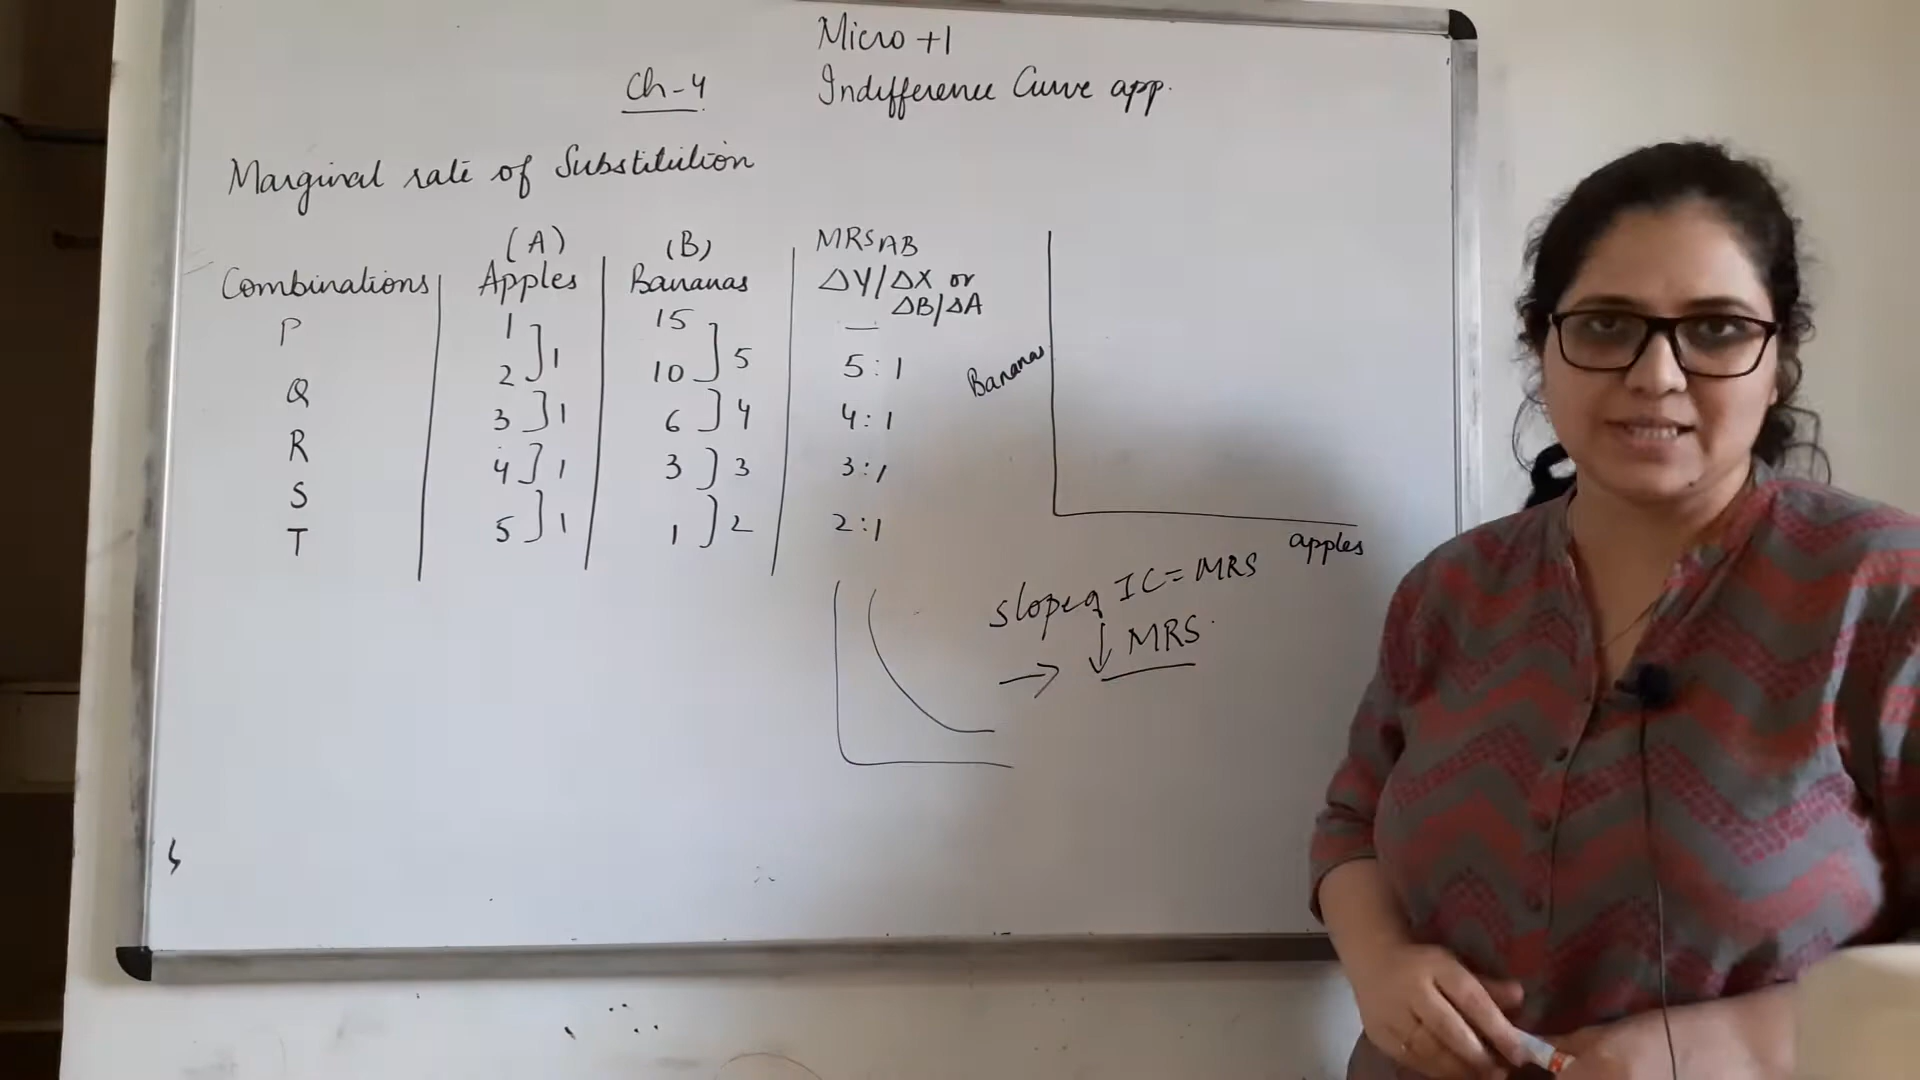 Micro +1
Ch-4 Indifference Curve app.
Marginal rate of Substitution
(A) (B) MRSAB
Combinations Apples Bananas ΔY/ΔX or
ΔB/ΔA
P 1 15 —
Q 2 ]1 10 ]5 5:1
R 3 ]1 6 ]4 4:1
S 4 ]1 3 ]3 3:1
T 5 ]1 1 ]2 2:1
Bananas
apples
slope of IC = MRS
→ ↓ MRS